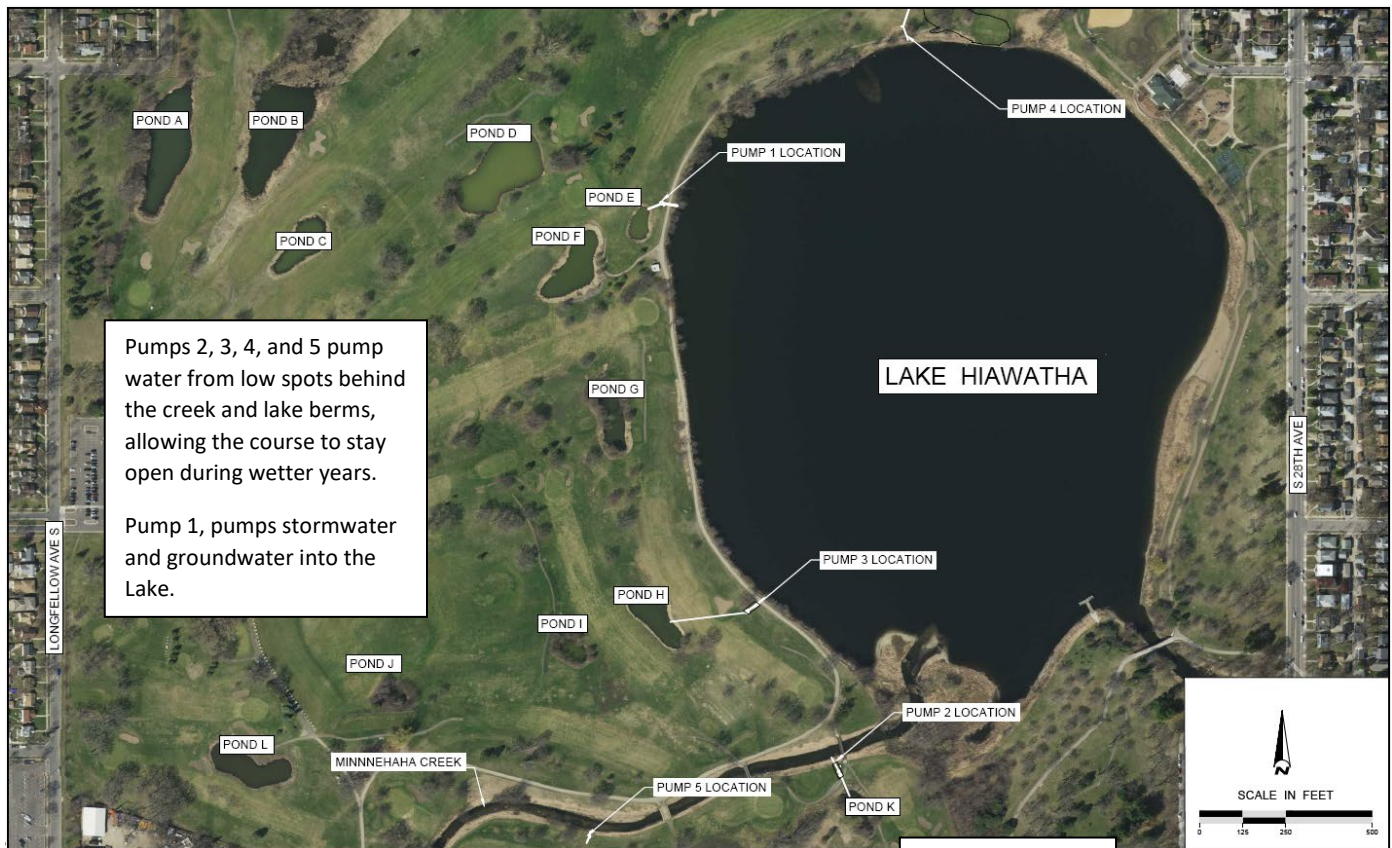 PUMP 4 LOCATION
POND A
POND B
POND D
PUMP 1 LOCATION
POND E
POND F
POND C
Pumps 2, 3, 4, and 5 pump
water from low spots behind
the creek and lake berms,
allowing the course to stay
open during wetter years.
Pump 1, pumps stormwater
and groundwater into the
Lake.
LAKE HIAWATHA
POND G
S 28TH AVE
LONGFELLOW AVE S
PUMP 3 LOCATION
POND H
POND I
POND J
PUMP 2 LOCATION
POND L
MINNNEHAHA CREEK
PUMP 5 LOCATION
POND K
N
SCALE IN FEET
0 125 250 500